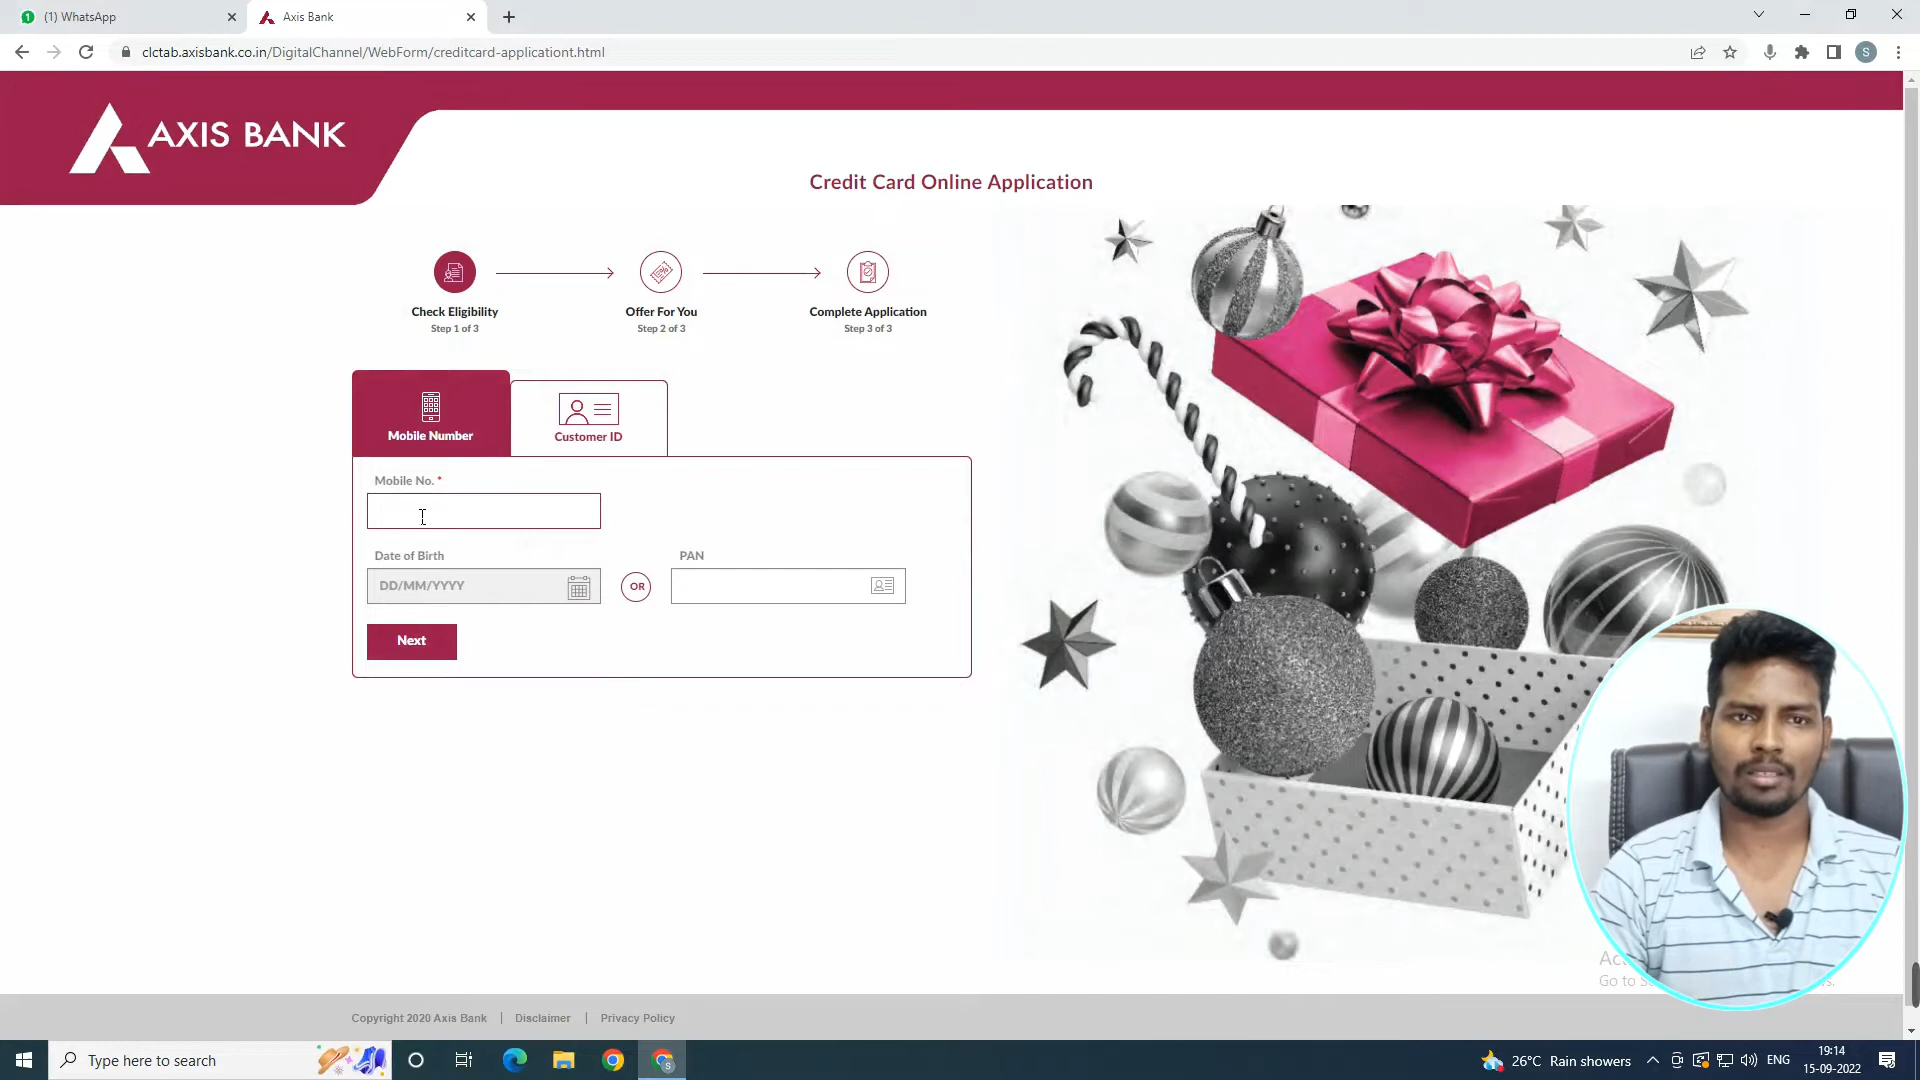 (1) WhatsApp
Axis Bank
clctab.axisbank.co.in/DigitalChannel/WebForm/creditcard-applicationt.html
S
AXIS BANK
Credit Card Online Application
Check Eligibility
Step 1 of 3
Offer For You
Step 2 of 3
Complete Application
Step 3 of 3
Mobile Number
Customer ID
Mobile No. *
Date of Birth
PAN
DD/MM/YYYY
OR
Next
Go to
Copyright 2020 Axis Bank | Disclaimer | Privacy Policy
Type here to search
26°C Rain showers
ENG
19:14
15-09-2022